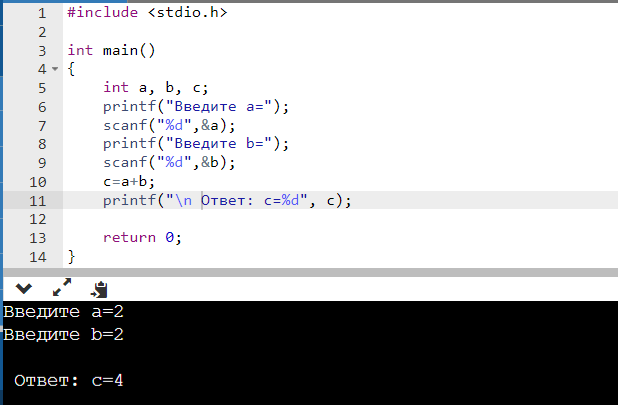 1 #include <stdio.h>
2
3 int main()
4 {
5 int a, b, c;
6 printf("Введите a=");
7 scanf("%d",&a);
8 printf("Введите b=");
9 scanf("%d",&b);
10 c=a+b;
11 printf("\n Ответ: c=%d", c);
12
13 return 0;
14 }
Введите a=2
Введите b=2
Ответ: c=4